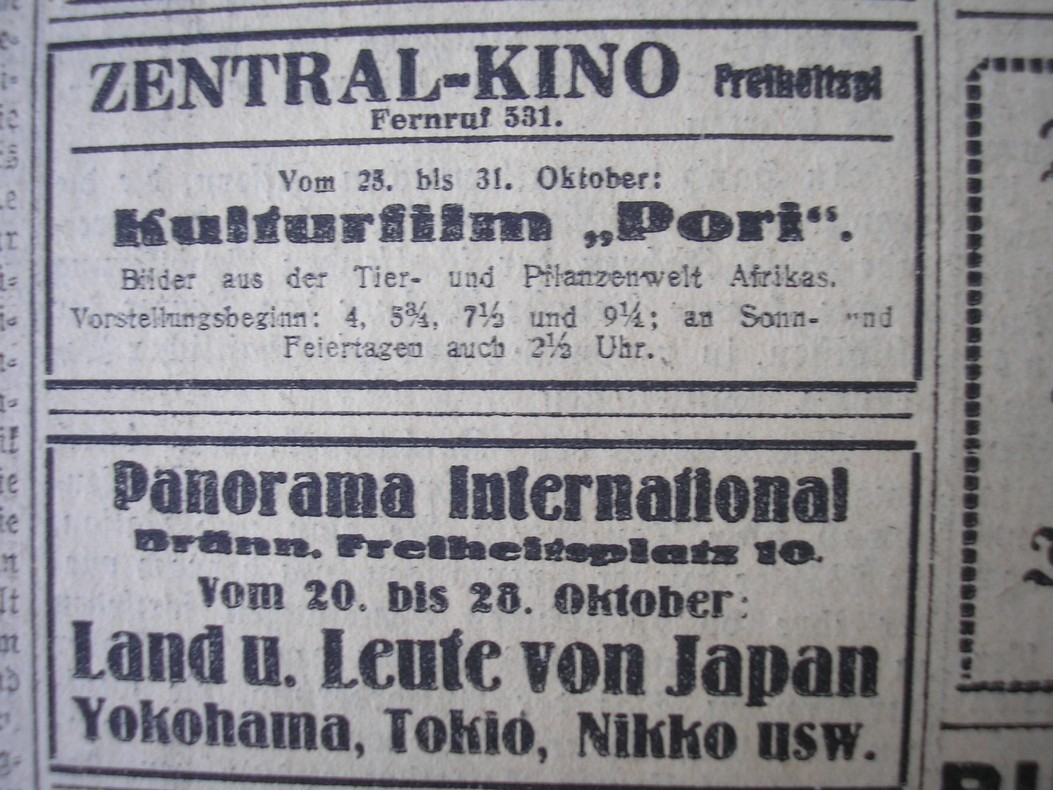 ZENTRAL-KINO Freiheitspl
Fernruf 531.
Vom 25. bis 31. Oktober:
Kulturfilm „Pori“.
Bilder aus der Tier- und Pflanzenwelt Afrikas.
Vorstellungsbeginn: 4, 5¾, 7½ und 9¼; an Sonn- und
Feiertagen auch 2½ Uhr.
Panorama International
Brünn, Freiheitsplatz 10.
Vom 20. bis 28. Oktober:
Land u. Leute von Japan
Yokohama, Tokio, Nikko usw.